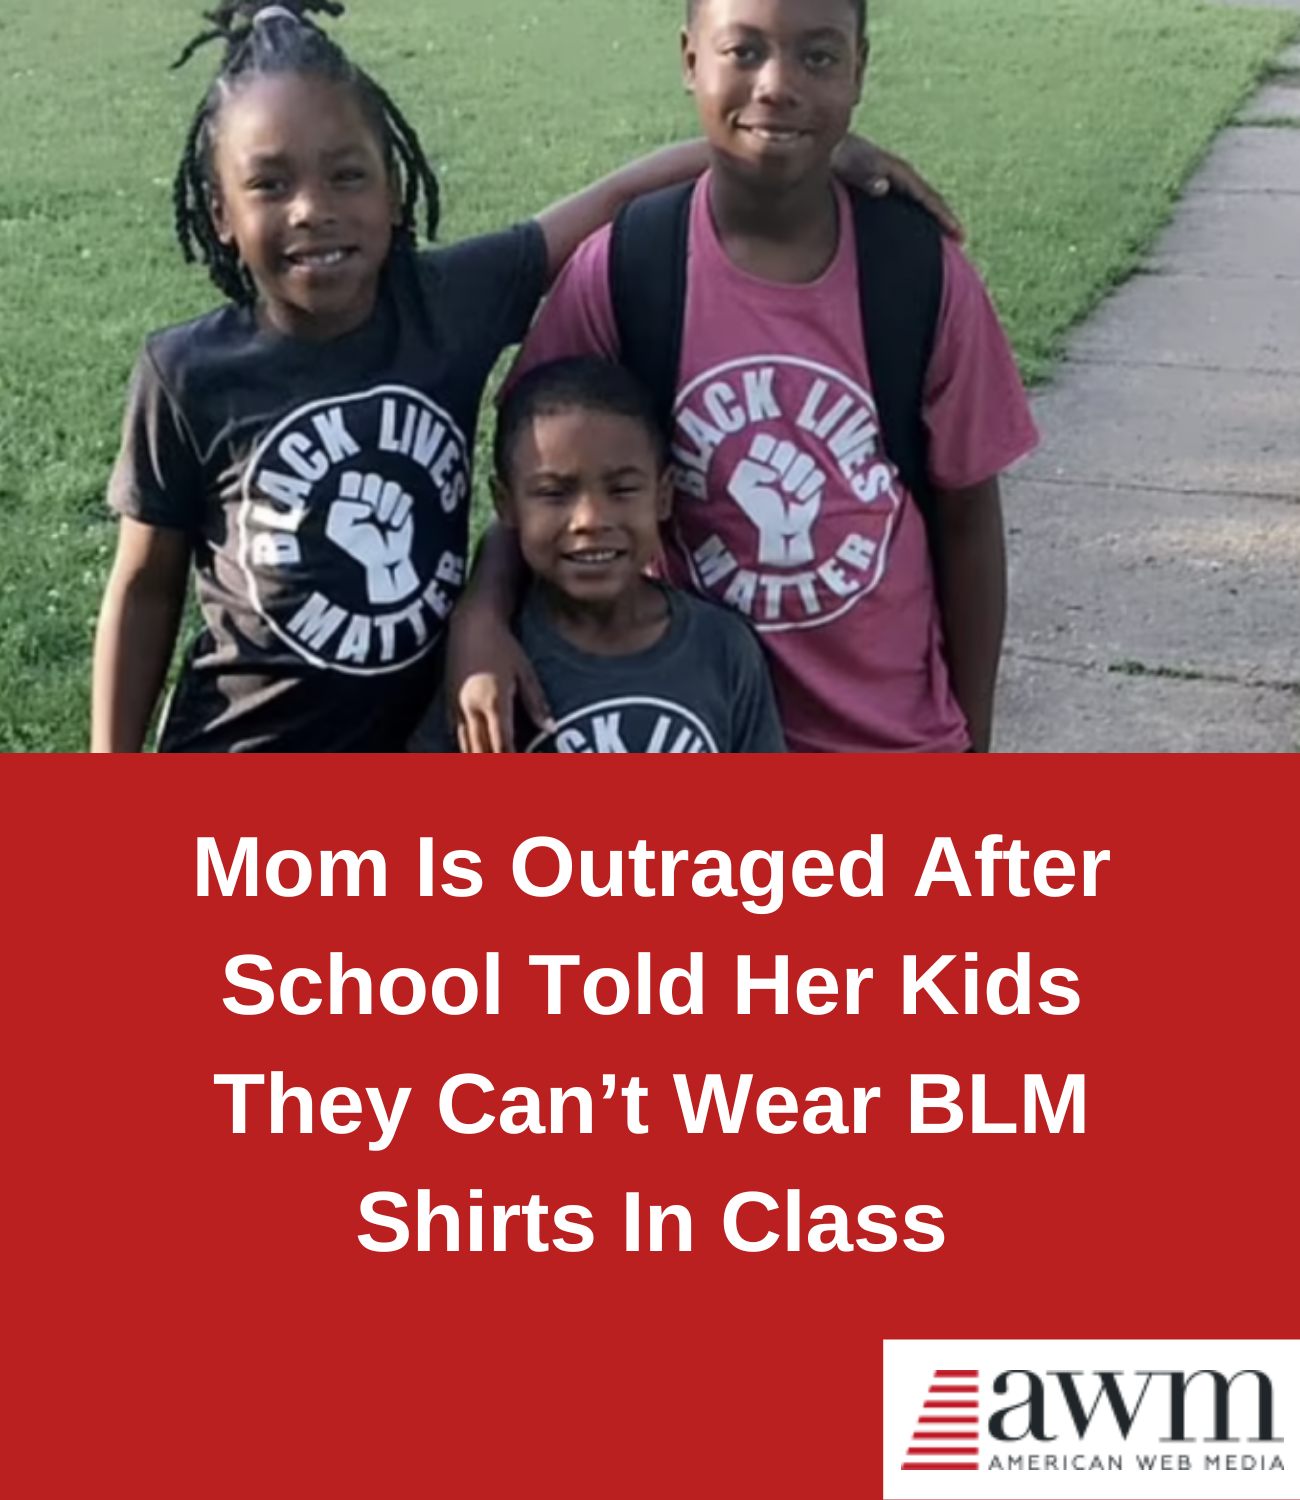 BLACK LIVES
MATTER
BLACK LIVES
MATTER
CK LIV
Mom Is Outraged After
School Told Her Kids
They Can’t Wear BLM
Shirts In Class
awm
AMERICAN WEB MEDIA